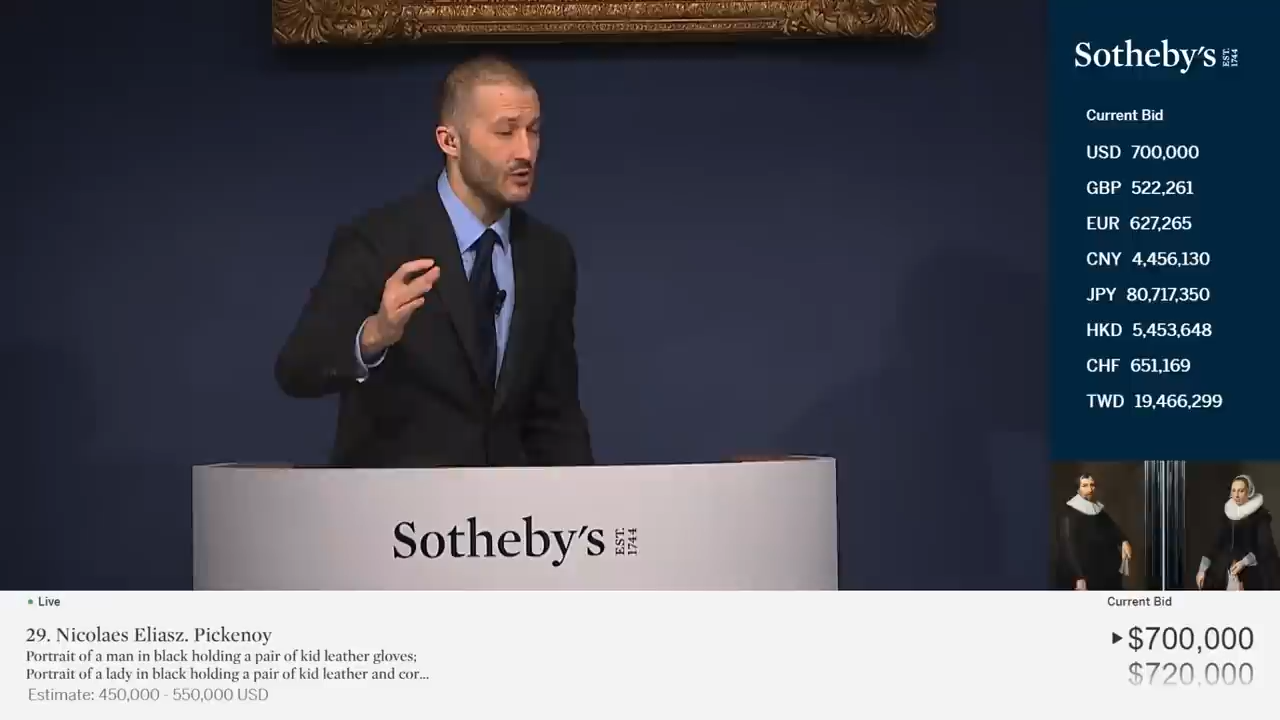 Sotheby's EST. 1744
Current Bid
USD 700,000
GBP 522,261
EUR 627,265
CNY 4,456,130
JPY 80,717,350
HKD 5,453,648
CHF 651,169
TWD 19,466,299
Sotheby's EST. 1744
Live
29. Nicolaes Eliasz. Pickenoy
Portrait of a man in black holding a pair of kid leather gloves;
Portrait of a lady in black holding a pair of kid leather and cor...
Estimate: 450,000 - 550,000 USD
Current Bid
$700,000
$720,000